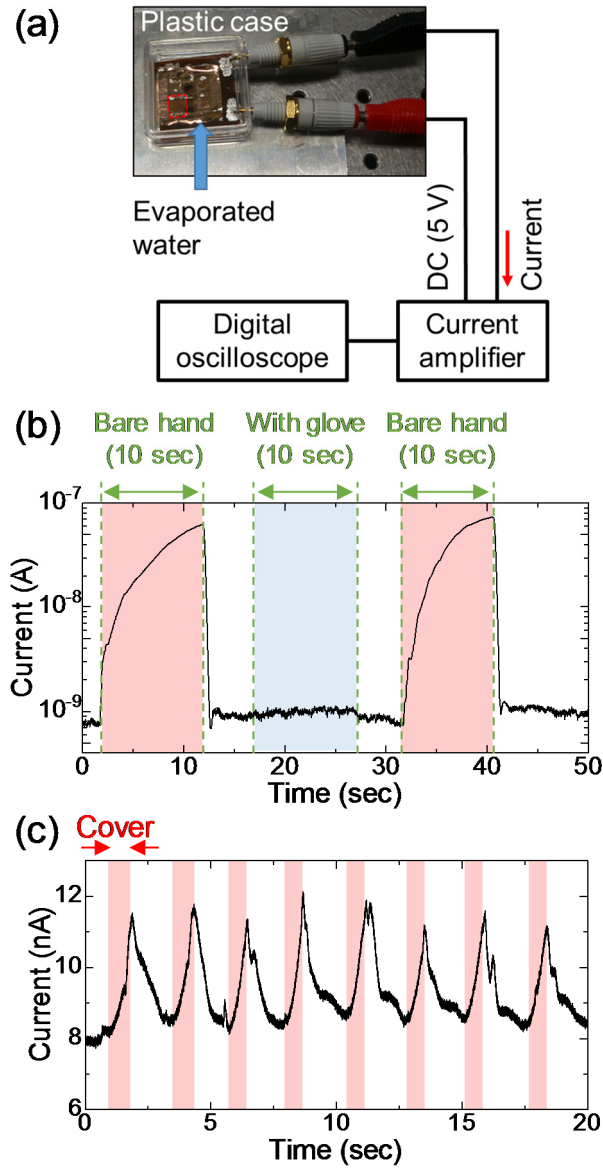 (a)
Plastic case
Evaporated
water
DC (5 V)
Current
Digital
oscilloscope
Current
amplifier
(b)
Bare hand
(10 sec)
With glove
(10 sec)
Bare hand
(10 sec)
10-7
10-8
10-9
Current (A)
0 10 20 30 40 50
Time (sec)
(c)
Cover
12
10
8
6
Current (nA)
0 5 10 15 20
Time (sec)